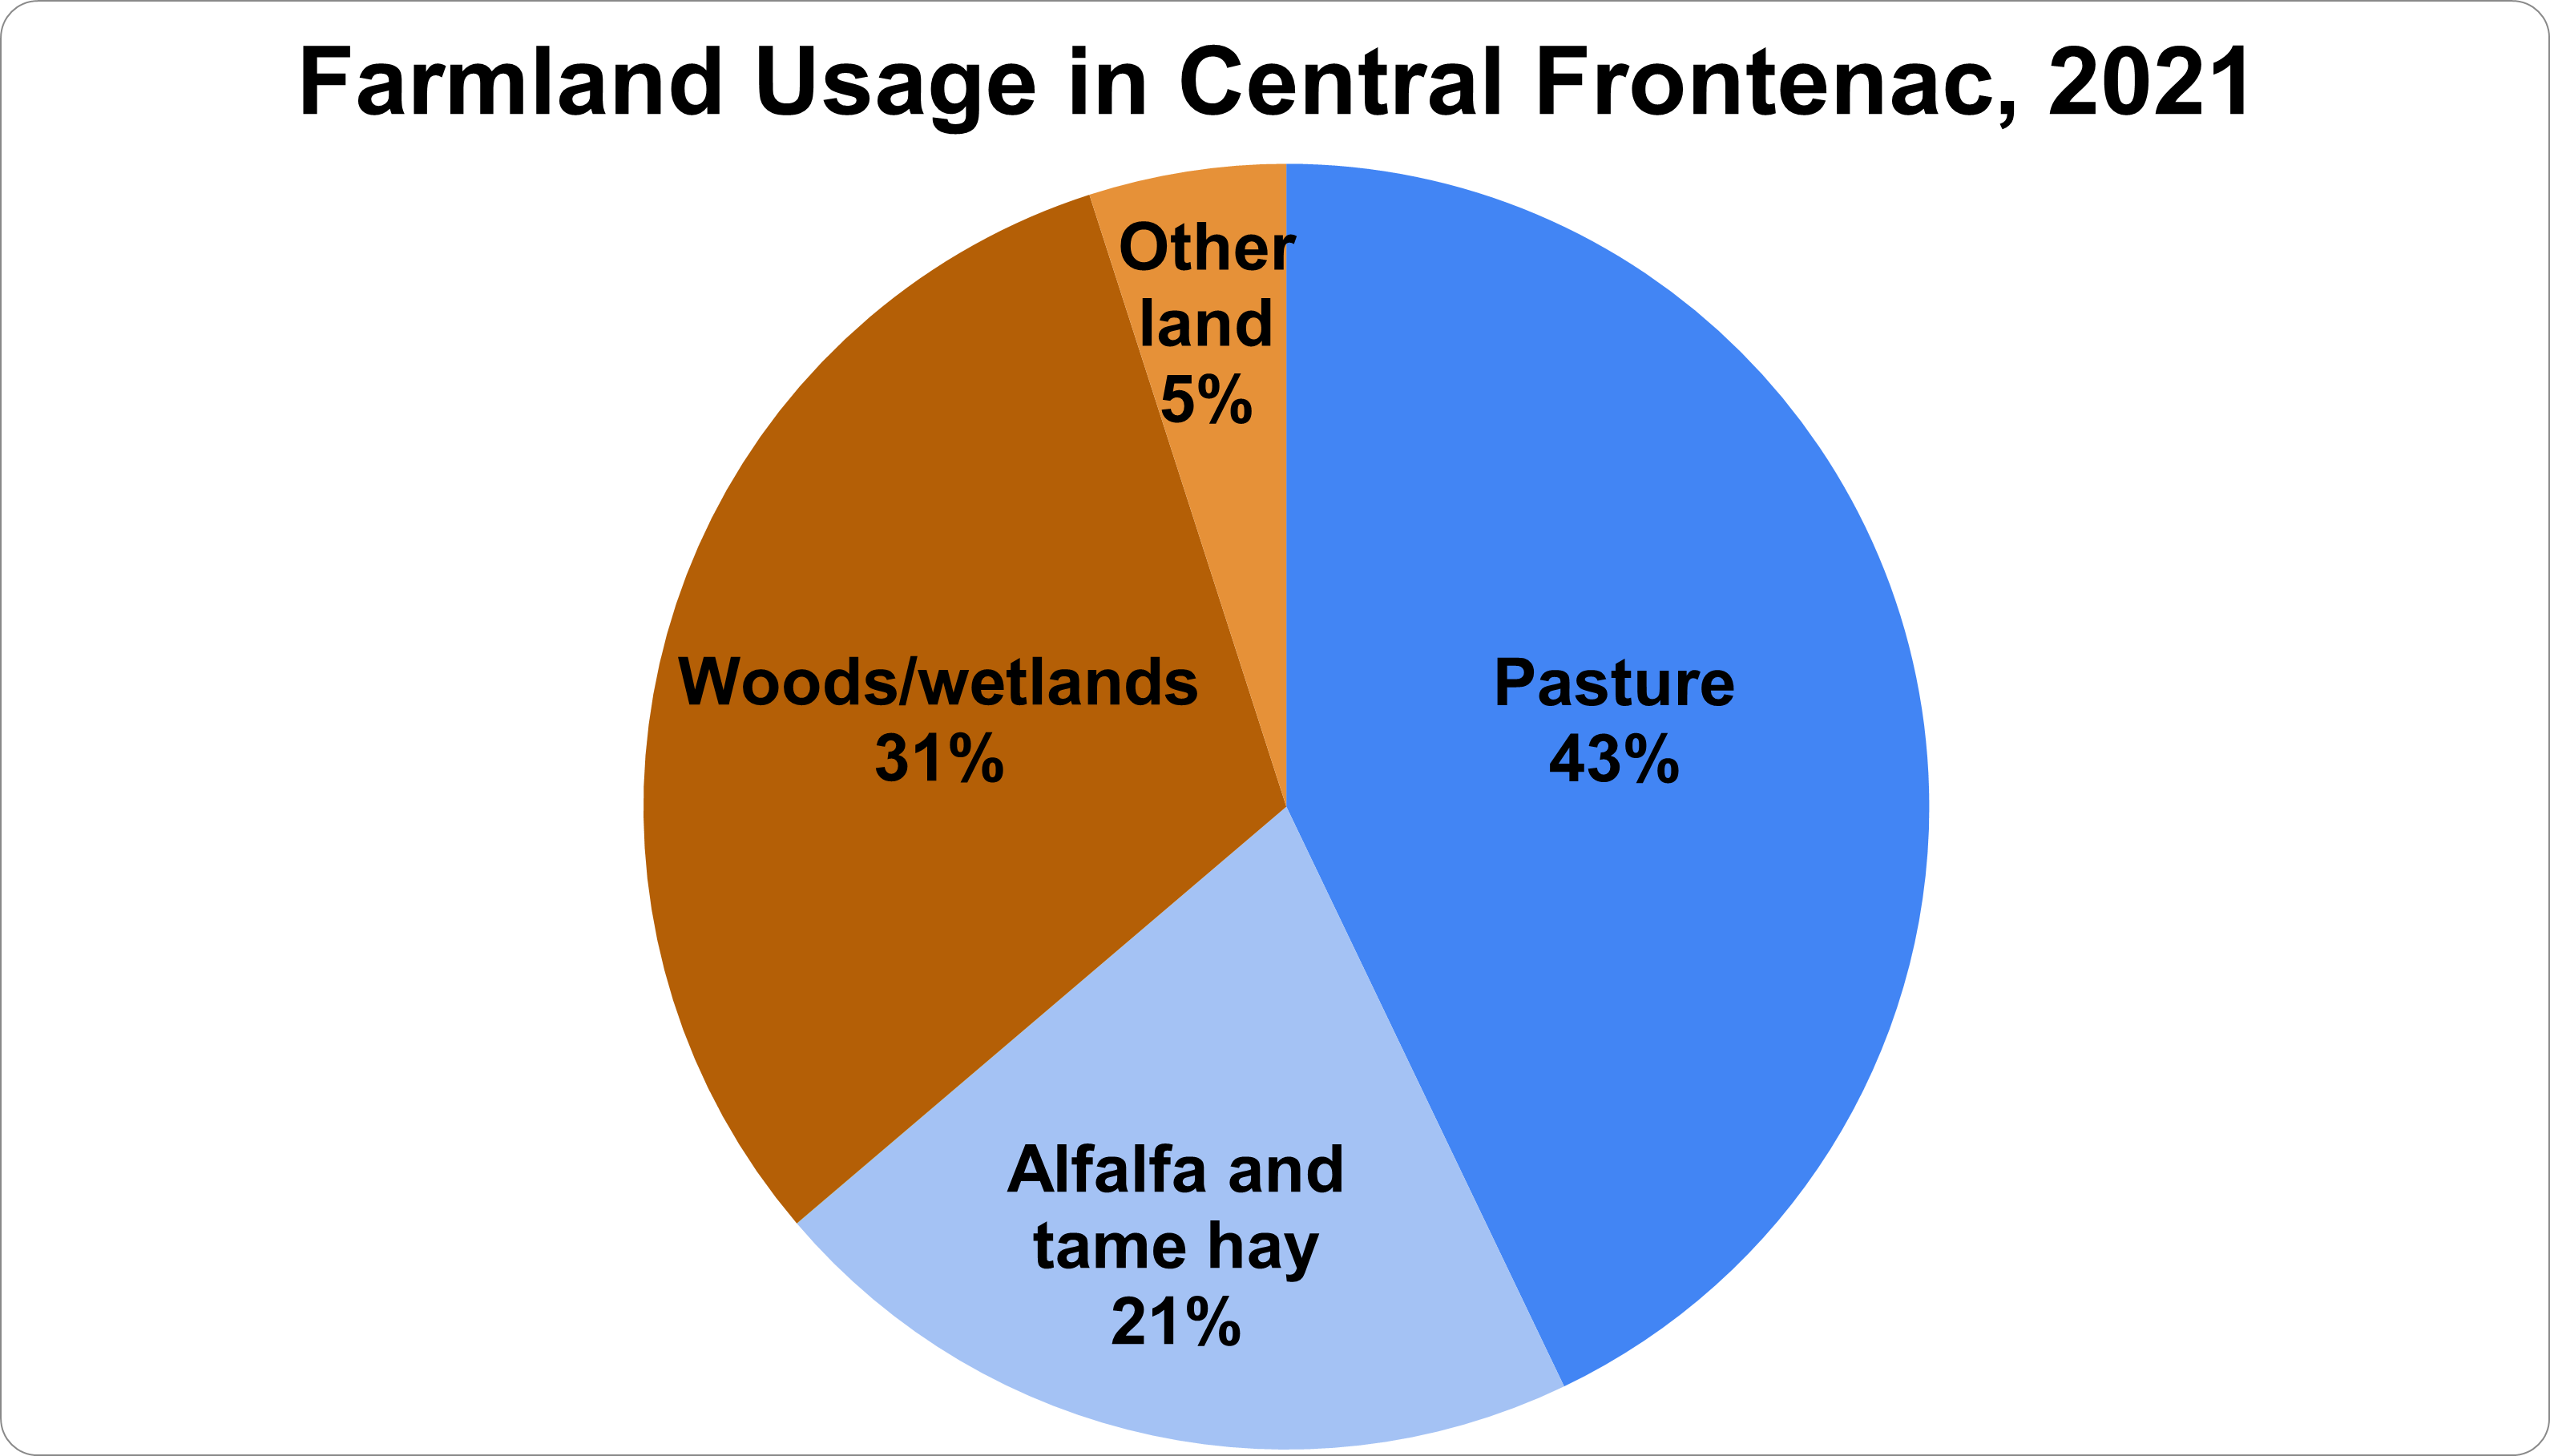 Farmland Usage in Central Frontenac, 2021
Other
land
5%
Woods/wetlands
31%
Pasture
43%
Alfalfa and
tame hay
21%